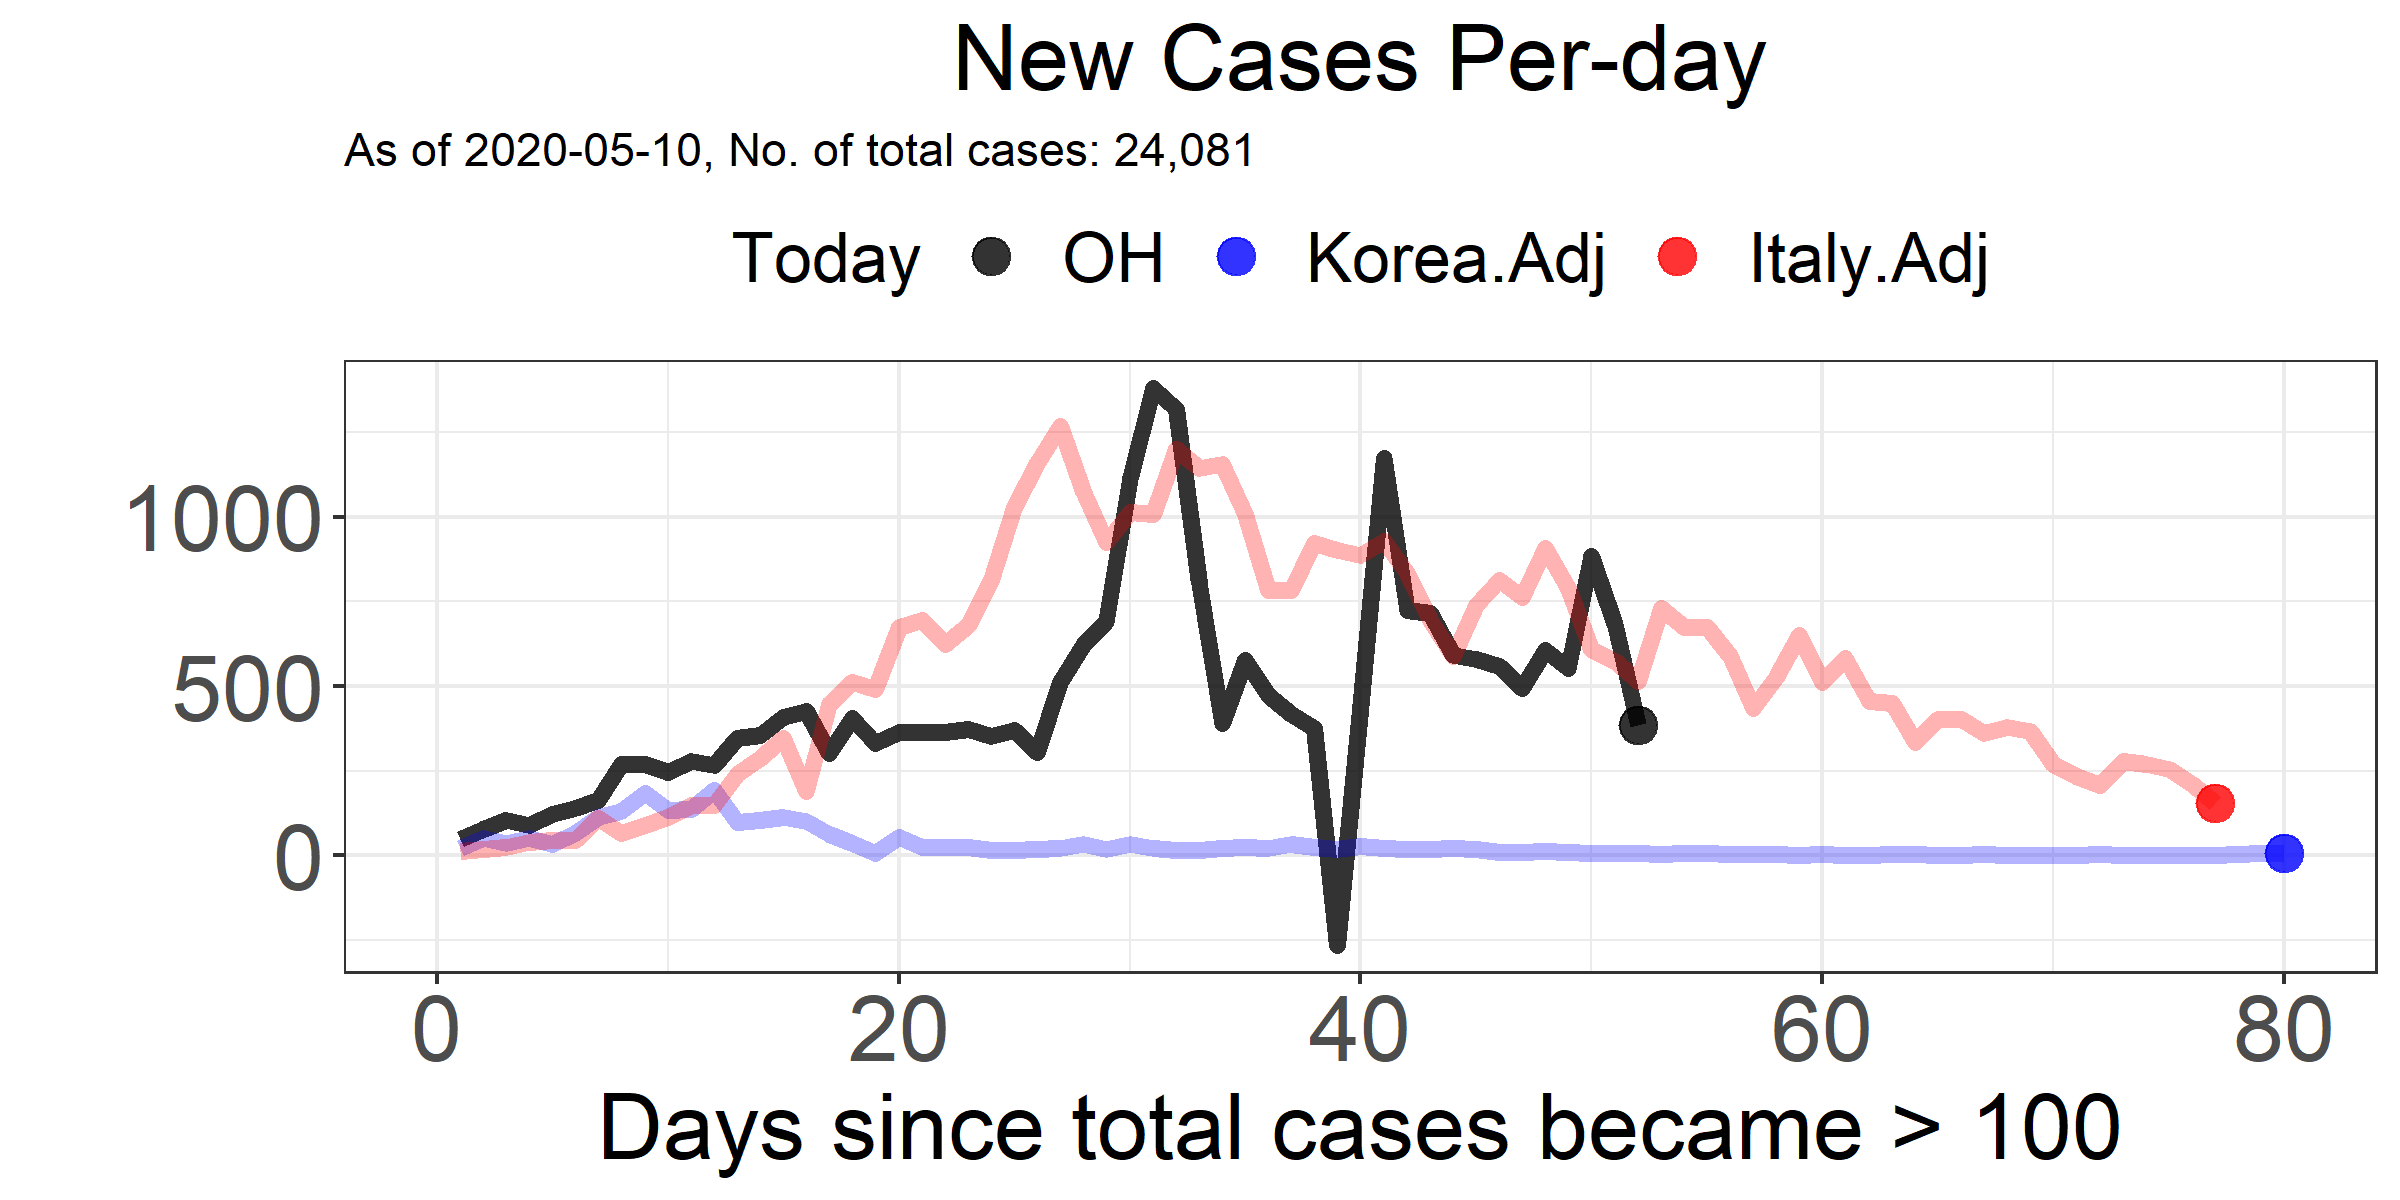 New Cases Per-day
As of 2020-05-10, No. of total cases: 24,081
Today OH Korea.Adj Italy.Adj
1000
500
0
0 20 40 60 80
Days since total cases became > 100